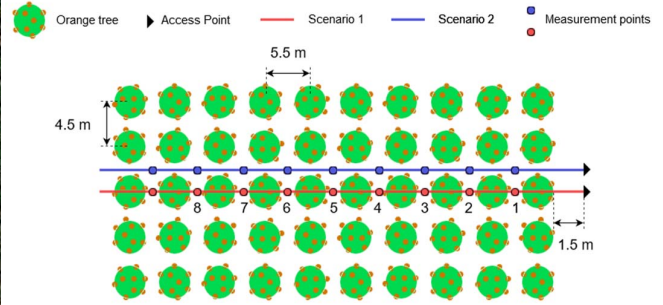 Orange tree Access Point Scenario 1 Scenario 2 Measurement points
5.5 m
4.5 m
8 7 6 5 4 3 2 1
1.5 m